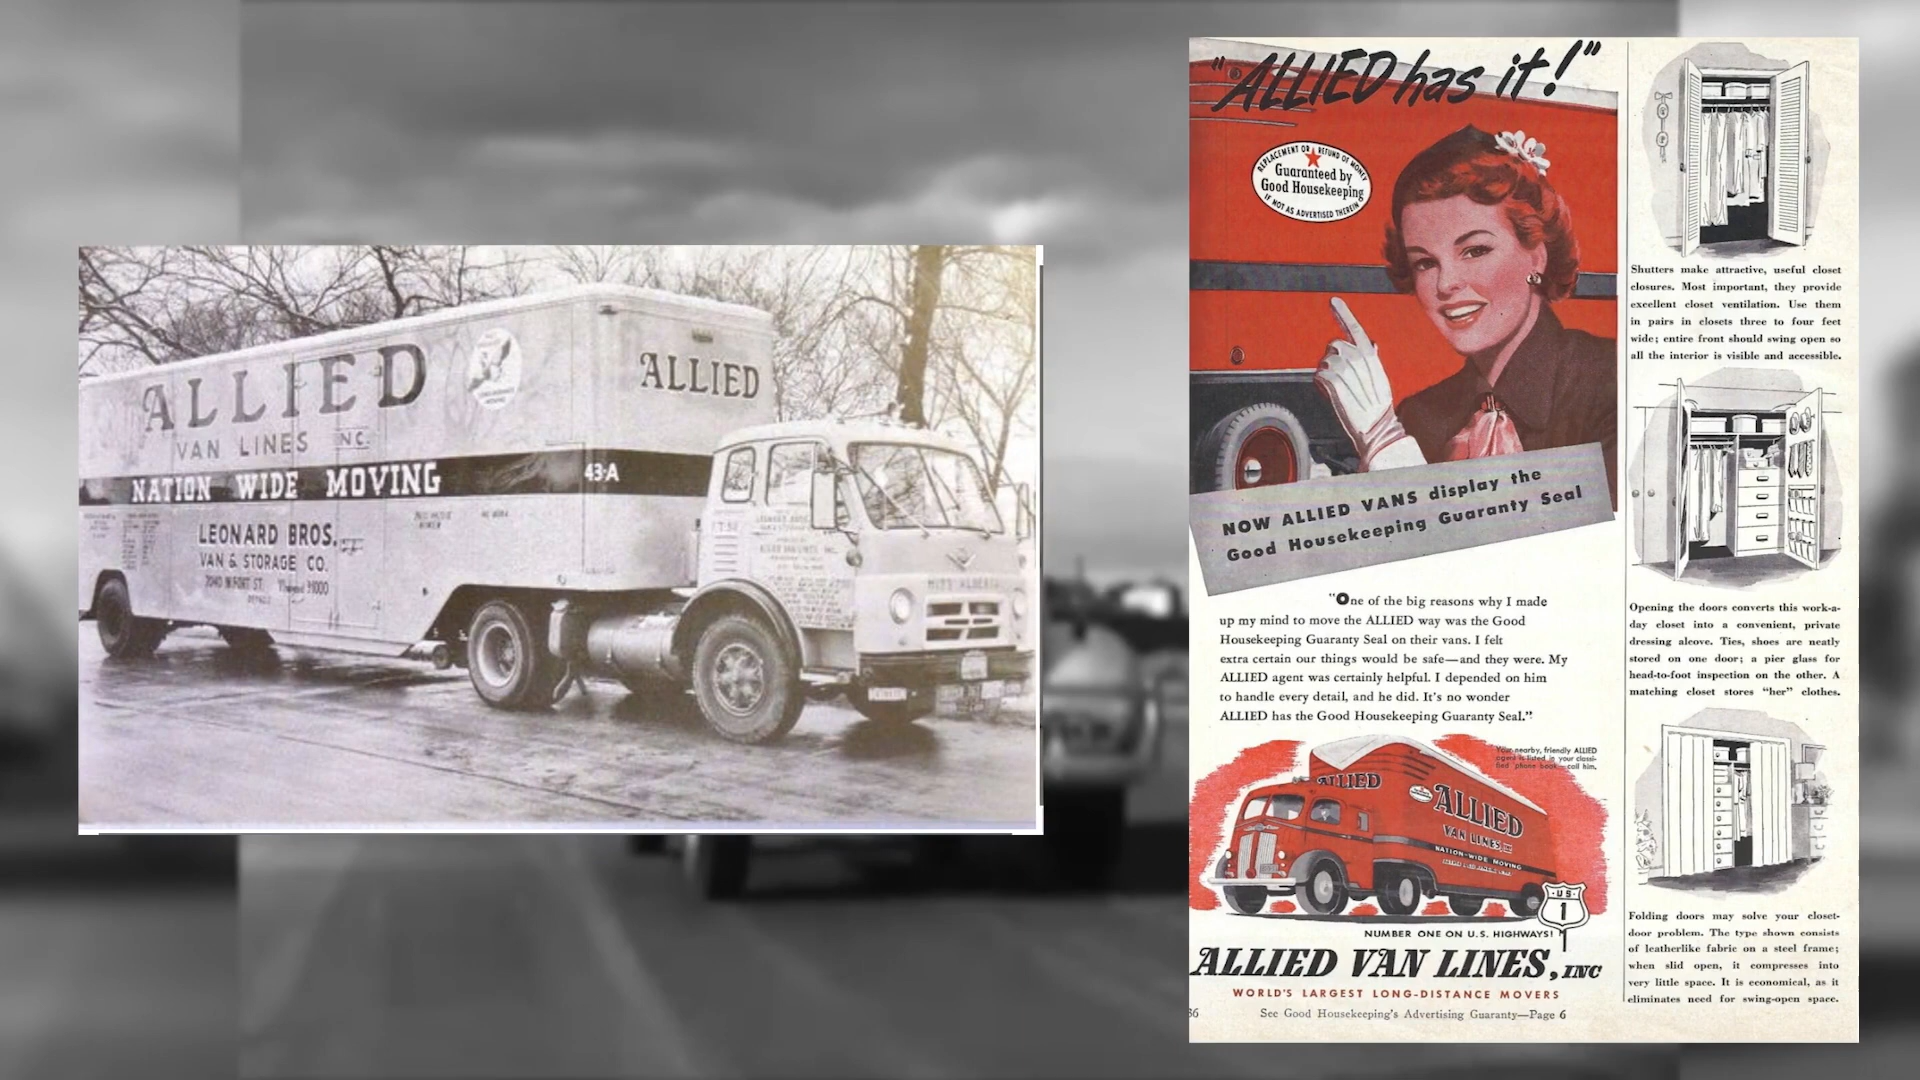 ALLIED
ALLIED
VAN LINES INC.
NATION WIDE MOVING
43-A
LEONARD BROS.
VAN & STORAGE CO.
"ALLIED has it!"
REPLACEMENT OR REFUND OF MONEY
Guaranteed by
Good Housekeeping
IF NOT AS ADVERTISED THEREIN
NOW ALLIED VANS display the
Good Housekeeping Guaranty Seal
"One of the big reasons why I made
up my mind to move the ALLIED way was the Good
Housekeeping Guaranty Seal on their vans. I felt
extra certain our things would be safe—and they were. My
ALLIED agent was certainly helpful. I depended on him
to handle every detail, and he did. It's no wonder
ALLIED has the Good Housekeeping Guaranty Seal."
Your nearby, friendly ALLIED
agent is listed in your classi-
fied phone book—call him.
ALLIED
ALLIED
VAN LINES, INC
NATION-WIDE MOVING
US
1
NUMBER ONE ON U.S. HIGHWAYS!
ALLIED VAN LINES, INC
WORLD'S LARGEST LONG-DISTANCE MOVERS
See Good Housekeeping's Advertising Guaranty—Page 6
Shutters make attractive, useful closet
closures. Most important, they provide
excellent closet ventilation. Use them
in pairs in closets three to four feet
wide; entire front should swing open so
all the interior is visible and accessible.
Opening the doors converts this work-a-
day closet into a convenient, private
dressing alcove. Ties, shoes are neatly
stored on one door; a pier glass for
head-to-foot inspection on the other. A
matching closet stores "her" clothes.
Folding doors may solve your closet-
door problem. The type shown consists
of leatherlike fabric on a steel frame;
when slid open, it compresses into
very little space. It is economical, as it
eliminates need for swing-open space.